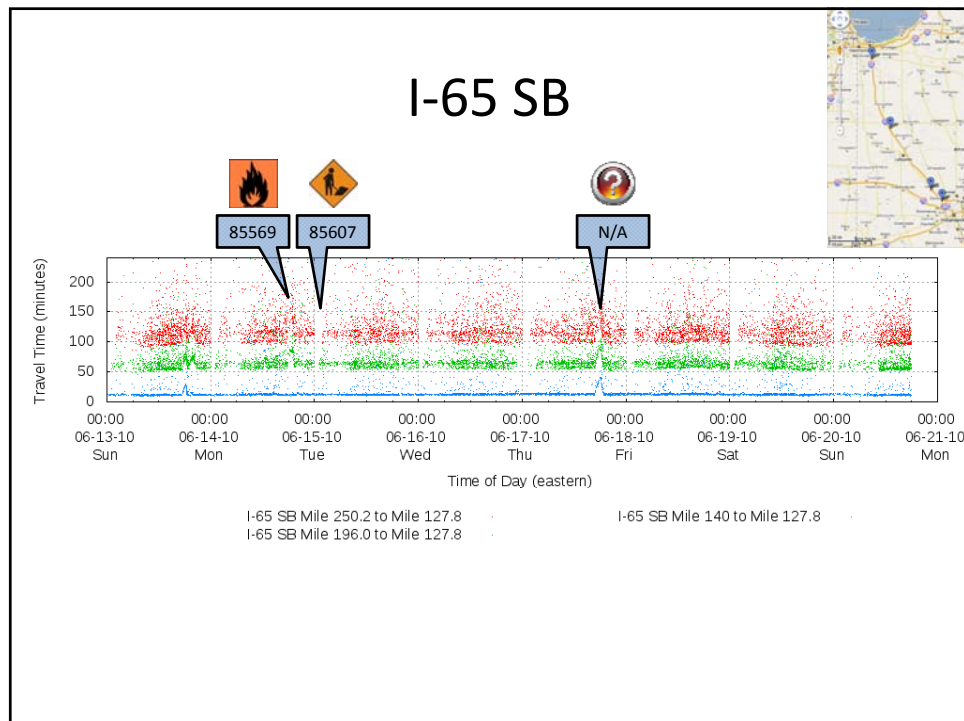 I-65 SB
85569
85607
N/A
?
Travel Time (minutes)
200
150
100
50
0
00:00 00:00 00:00 00:00 00:00 00:00 00:00 00:00 00:00
06-13-10 06-14-10 06-15-10 06-16-10 06-17-10 06-18-10 06-19-10 06-20-10 06-21-10
Sun Mon Tue Wed Thu Fri Sat Sun Mon
Time of Day (eastern)
I-65 SB Mile 250.2 to Mile 127.8
I-65 SB Mile 196.0 to Mile 127.8
I-65 SB Mile 140 to Mile 127.8